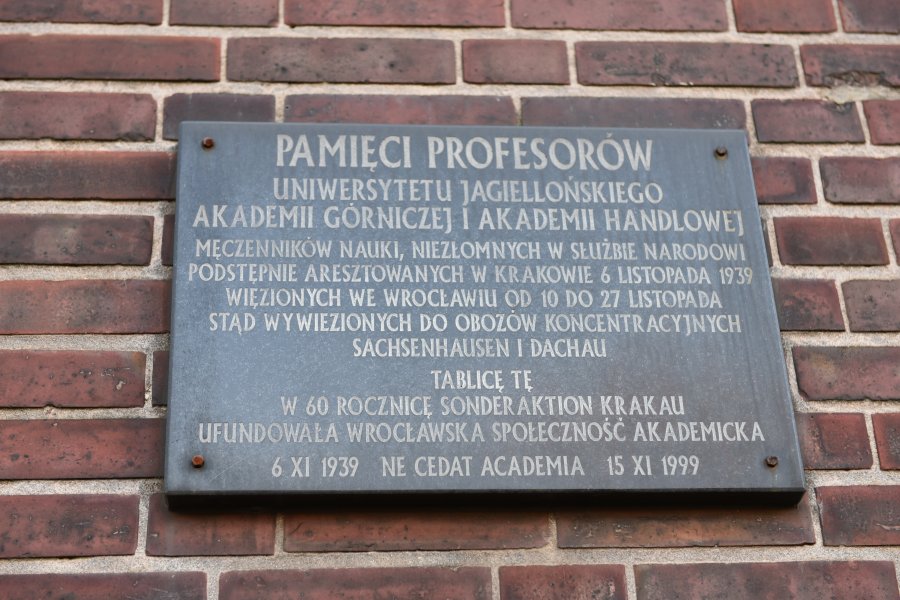 PAMIĘCI PROFESORÓW
UNIWERSYTETU JAGIELLOŃSKIEGO
AKADEMII GÓRNICZEJ I AKADEMII HANDLOWEJ
MĘCZENNIKÓW NAUKI, NIEZŁOMNYCH W SŁUŻBIE NARODOWI
PODSTĘPNIE ARESZTOWANYCH W KRAKOWIE 6 LISTOPADA 1939
WIĘZIONYCH WE WROCŁAWIU OD 10 DO 27 LISTOPADA
STĄD WYWIEZIONYCH DO OBOZÓW KONCENTRACYJNYCH
SACHSENHAUSEN I DACHAU
TABLICĘ TĘ
W 60 ROCZNICĘ SONDERAKTION KRAKAU
UFUNDOWAŁA WROCŁAWSKA SPOŁECZNOŚĆ AKADEMICKA
6 XI 1939 NE CEDAT ACADEMIA 15 XI 1999